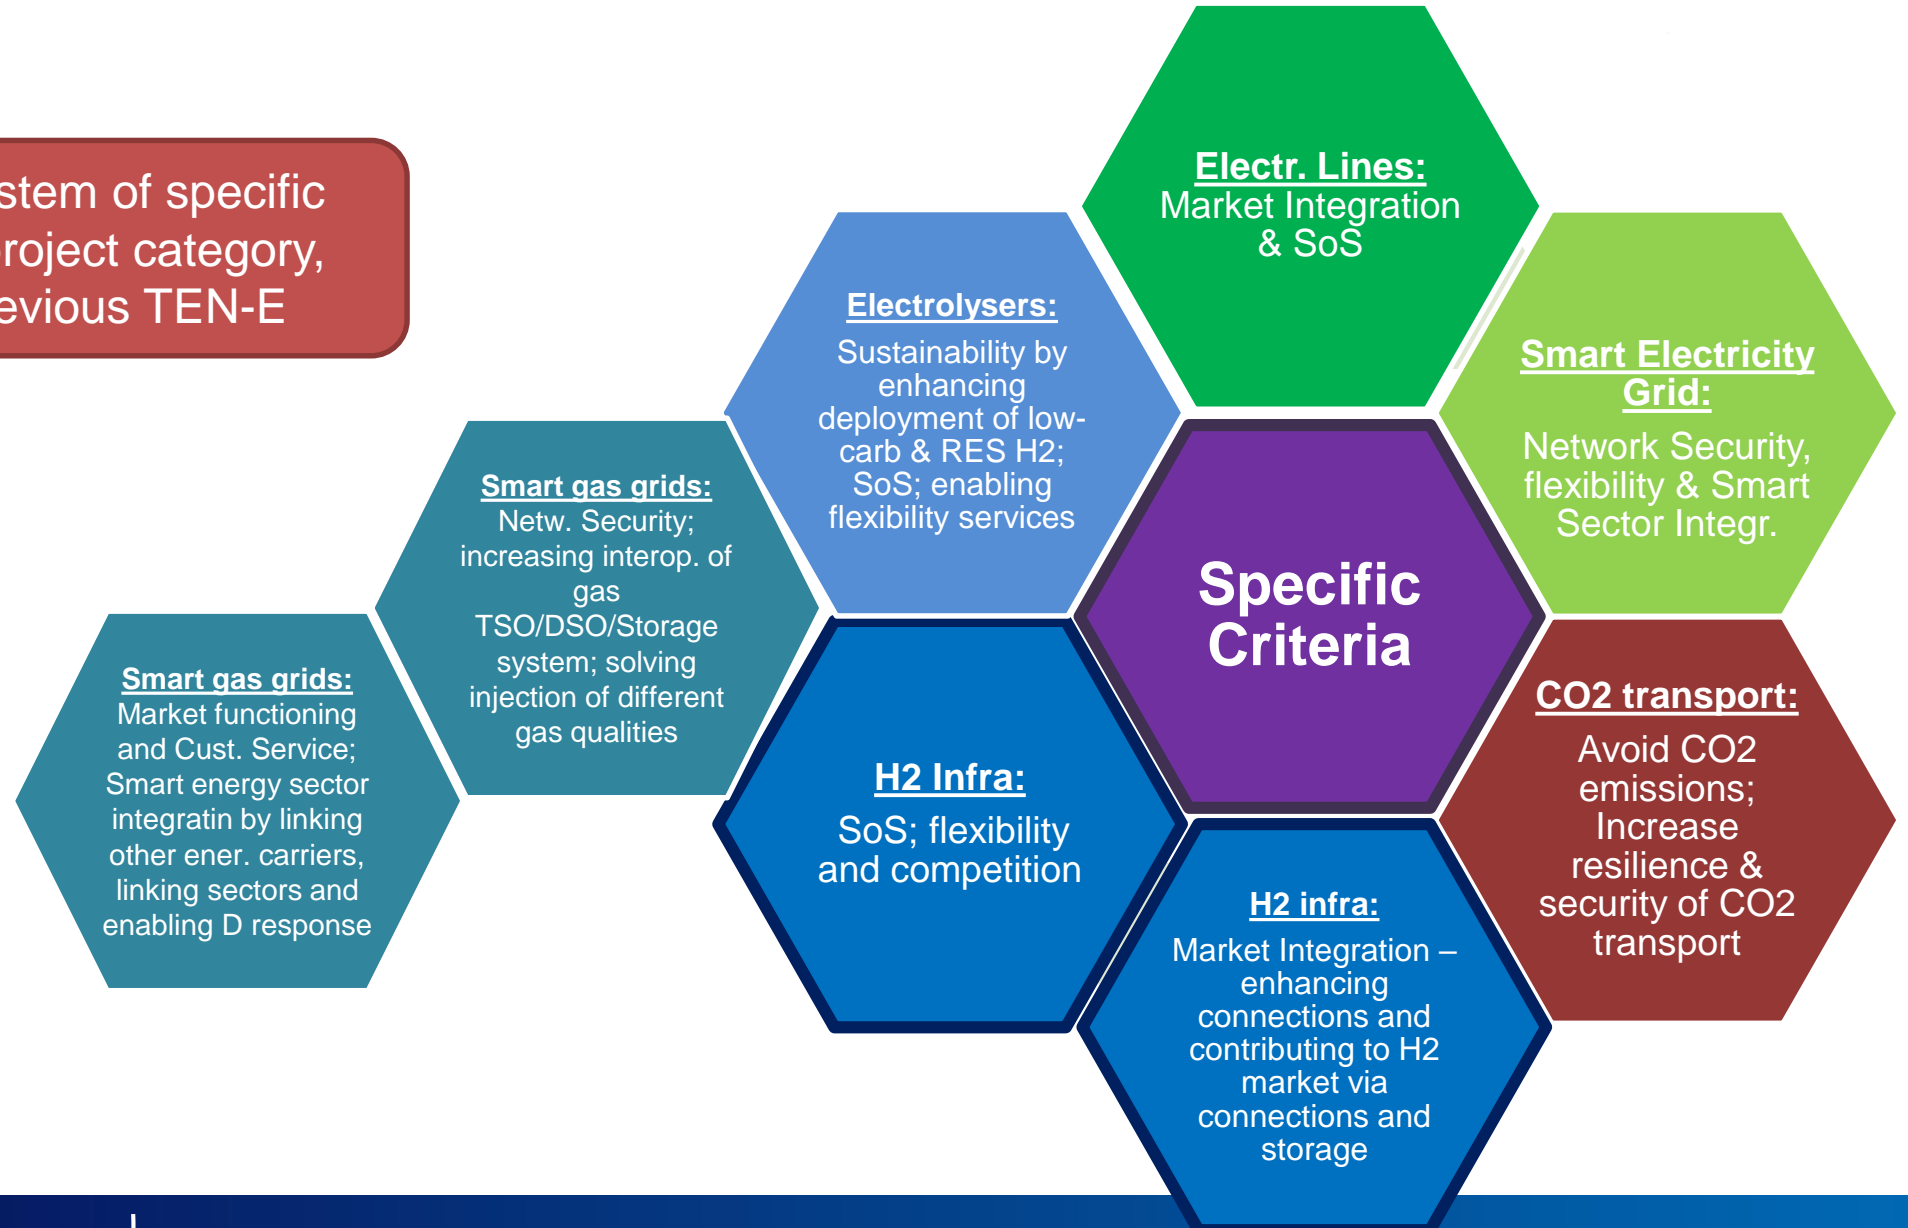 stem of specific
roject category,
evious TEN-E
Electr. Lines:
Market Integration
& SoS
Electrolysers:
Sustainability by
enhancing
deployment of low-
carb & RES H2;
SoS; enabling
flexibility services
Smart Electricity
Grid:
Network Security,
flexibility & Smart
Sector Integr.
Smart gas grids:
Netw. Security;
increasing interop. of
gas
TSO/DSO/Storage
system; solving
injection of different
gas qualities
Specific
Criteria
Smart gas grids:
Market functioning
and Cust. Service;
Smart energy sector
integratin by linking
other ener. carriers,
linking sectors and
enabling D response
H2 Infra:
SoS; flexibility
and competition
CO2 transport:
Avoid CO2
emissions;
Increase
resilience &
security of CO2
transport
H2 infra:
Market Integration –
enhancing
connections and
contributing to H2
market via
connections and
storage